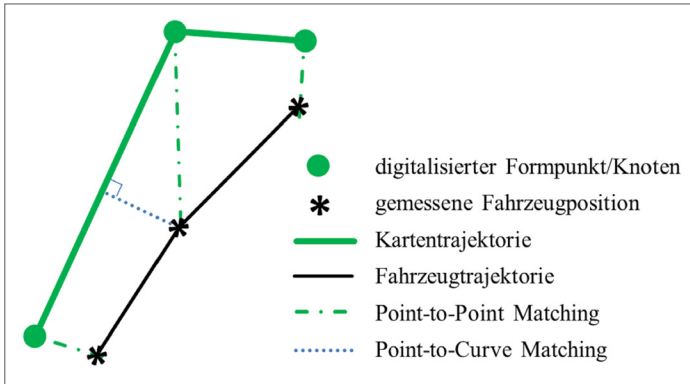 digitalisierter Formpunkt/Knoten
gemessene Fahrzeugposition
Kartentrajektorie
Fahrzeugtrajektorie
Point-to-Point Matching
Point-to-Curve Matching